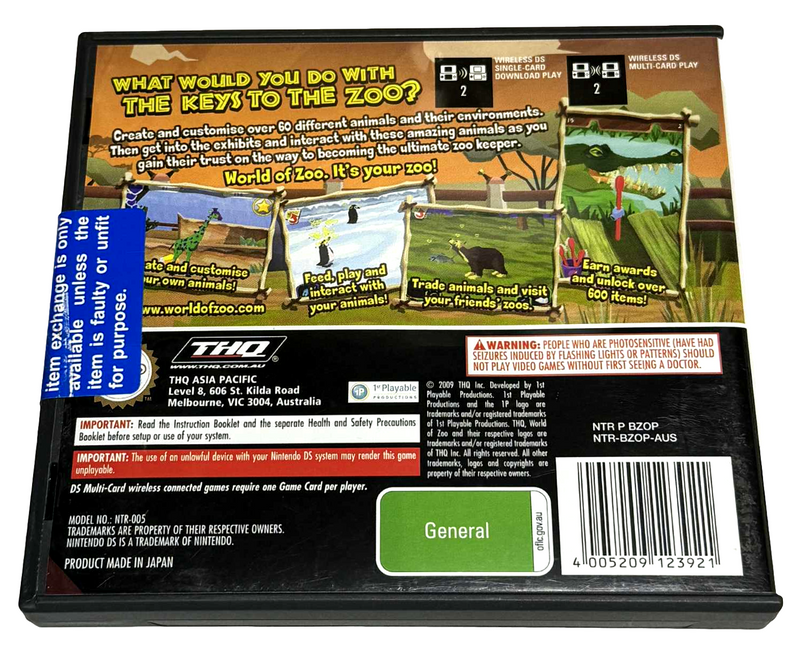 WHAT WOULD YOU DO WITH
THE KEYS TO THE ZOO?
WIRELESS DS
SINGLE-CARD
DOWNLOAD PLAY
2
WIRELESS DS
MULTI-CARD PLAY
2
Create and customise over 60 different animals and their environments.
Then get into the exhibits and interact with these amazing animals as you
gain their trust on the way to becoming the ultimate zoo keeper.
World of Zoo. It's your zoo!
ate and customise
ur own animals!
Feed, play and
interact with
your animals!
Trade animals and visit
your friends' zoos.
Earn awards
and unlock over
600 items!
www.worldofzoo.com
item exchange is only
available unless the
item is faulty or unfit
for purpose.
THQ
WWW.THQ.COM.AU
THQ ASIA PACIFIC
Level 8, 606 St. Kilda Road
Melbourne, VIC 3004, Australia
1st Playable
PRODUCTIONS
WARNING: PEOPLE WHO ARE PHOTOSENSITIVE (HAVE HAD
SEIZURES INDUCED BY FLASHING LIGHTS OR PATTERNS) SHOULD
NOT PLAY VIDEO GAMES WITHOUT FIRST SEEING A DOCTOR.
© 2009 THQ Inc. Developed by 1st
Playable Productions. 1st Playable
Productions and the 1P logo are
trademarks and/or registered trademarks
of 1st Playable Productions. THQ, World
of Zoo and their respective logos are
trademarks and/or registered trademarks
of THQ Inc. All rights reserved. All other
trademarks, logos and copyrights are
property of their respective owners.
NTR P BZOP
NTR-BZOP-AUS
IMPORTANT: Read the Instruction Booklet and the separate Health and Safety Precautions
Booklet before setup or use of your system.
IMPORTANT: The use of an unlawful device with your Nintendo DS system may render this game
unplayable.
DS Multi-Card wireless connected games require one Game Card per player.
MODEL NO.: NTR-005
TRADEMARKS ARE PROPERTY OF THEIR RESPECTIVE OWNERS.
NINTENDO DS IS A TRADEMARK OF NINTENDO.
PRODUCT MADE IN JAPAN
General
oflc.gov.au
4 005209 123921